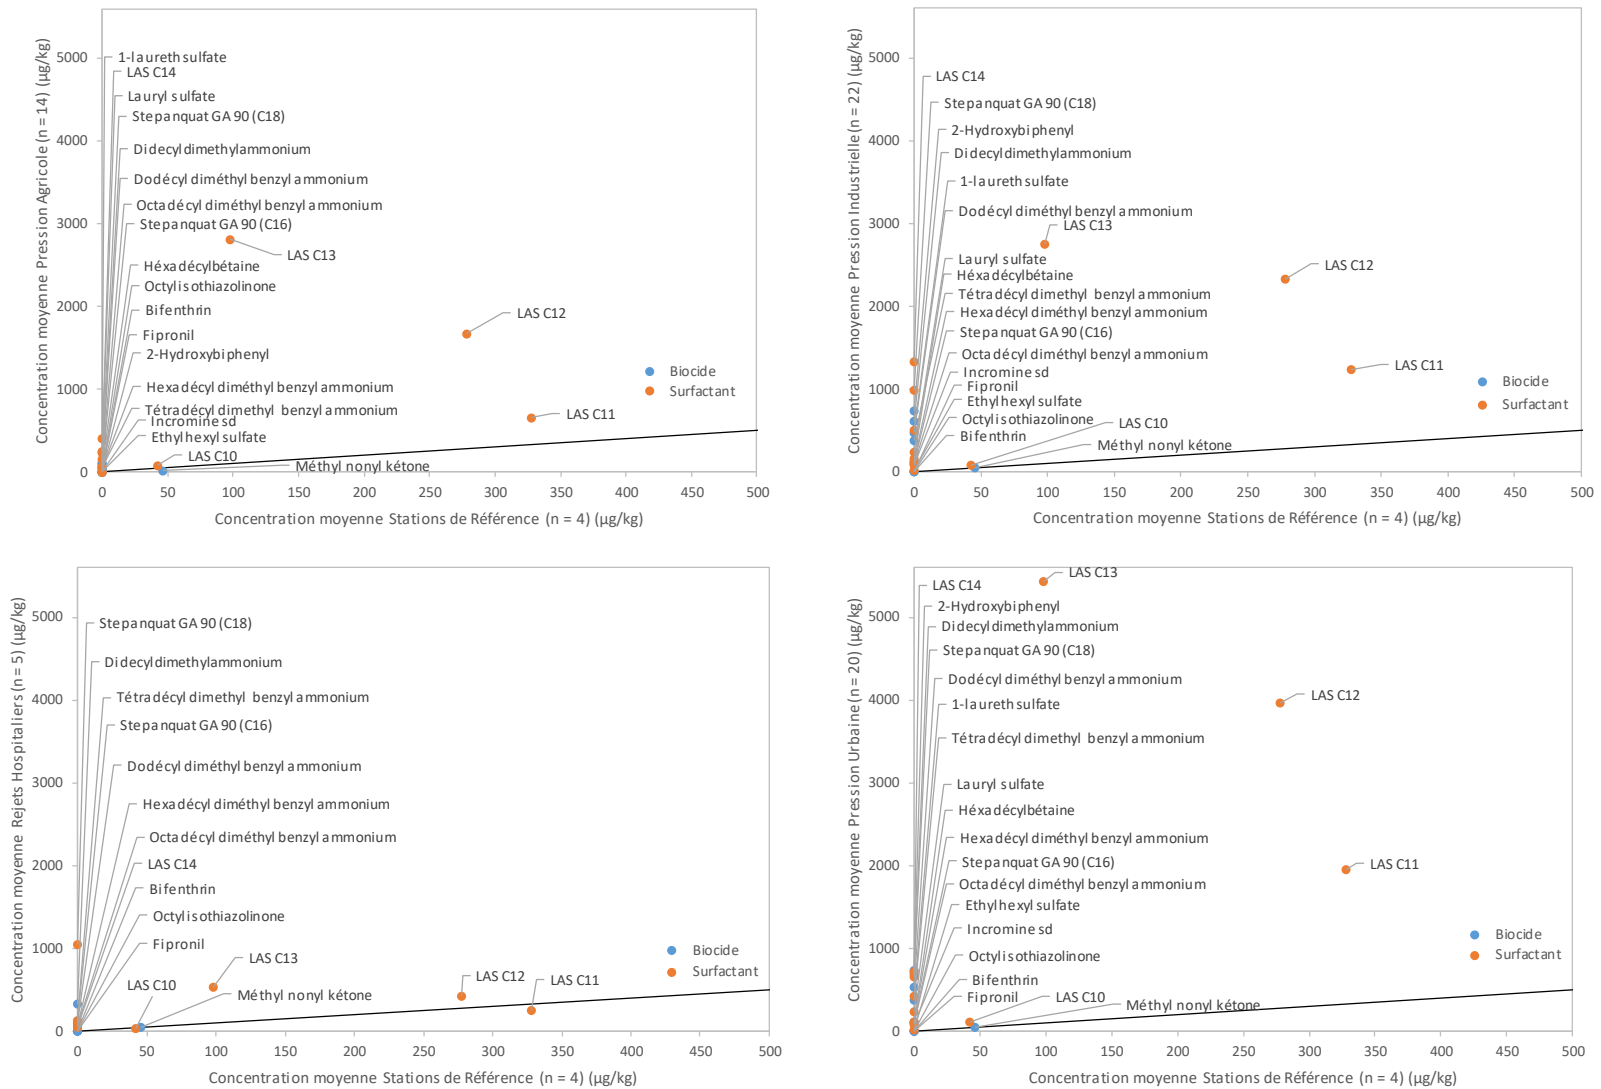 Concentration moyenne Pression Agricole (n = 14) (µg/kg)
5000
4000
3000
2000
1000
0
1-laureth sulfate
LAS C14
Lauryl sulfate
Stepanquat GA 90 (C18)
Didecyldimethylammonium
Dodécyl diméthyl benzyl ammonium
Octadécyl diméthyl benzyl ammonium
Stepanquat GA 90 (C16)
LAS C13
Héxadécylbétaine
Octylisothiazolinone
Bifenthrin
LAS C12
Fipronil
2-Hydroxybiphenyl
Biocide
Hexadécyl diméthyl benzyl ammonium
Surfactant
Tétradécyl dimethyl benzyl ammonium
LAS C11
Incromine sd
Ethylhexyl sulfate
LAS C10
Méthyl nonyl kétone
0 50 100 150 200 250 300 350 400 450 500
Concentration moyenne Stations de Référence (n = 4) (µg/kg)
Concentration moyenne Pression Industrielle (n = 22) (µg/kg)
5000
4000
3000
2000
1000
0
LAS C14
Stepanquat GA 90 (C18)
2-Hydroxybiphenyl
Didecyldimethylammonium
1-laureth sulfate
Dodécyl diméthyl benzyl ammonium
LAS C13
Lauryl sulfate
LAS C12
Héxadécylbétaine
Tétradécyl dimethyl benzyl ammonium
Hexadécyl diméthyl benzyl ammonium
Stepanquat GA 90 (C16)
Octadécyl diméthyl benzyl ammonium
LAS C11
Incromine sd
Biocide
Fipronil
Ethylhexyl sulfate
Surfactant
Octylisothiazolinone
LAS C10
Bifenthrin
Méthyl nonyl kétone
0 50 100 150 200 250 300 350 400 450 500
Concentration moyenne Stations de Référence (n = 4) (µg/kg)
Concentration moyenne Rejets Hospitaliers (n = 5) (µg/kg)
5000
4000
3000
2000
1000
0
Stepanquat GA 90 (C18)
Didecyldimethylammonium
Tétradécyl dimethyl benzyl ammonium
Stepanquat GA 90 (C16)
Dodécyl diméthyl benzyl ammonium
Hexadécyl diméthyl benzyl ammonium
Octadécyl diméthyl benzyl ammonium
LAS C14
Bifenthrin
Octylisothiazolinone
Fipronil
Biocide
LAS C13
Surfactant
LAS C12
LAS C11
LAS C10
Méthyl nonyl kétone
0 50 100 150 200 250 300 350 400 450 500
Concentration moyenne Stations de Référence (n = 4) (µg/kg)
Concentration moyenne Pression Urbaine (n = 20) (µg/kg)
5000
4000
3000
2000
1000
0
LAS C13
LAS C14
2-Hydroxybiphenyl
Didecyldimethylammonium
Stepanquat GA 90 (C18)
Dodécyl diméthyl benzyl ammonium
LAS C12
1-laureth sulfate
Tétradécyl dimethyl benzyl ammonium
Lauryl sulfate
Héxadécylbétaine
Hexadécyl diméthyl benzyl ammonium
Stepanquat GA 90 (C16)
LAS C11
Octadécyl diméthyl benzyl ammonium
Ethylhexyl sulfate
Incromine sd
Biocide
Octylisothiazolinone
Surfactant
Bifenthrin
Fipronil
LAS C10
Méthyl nonyl kétone
0 50 100 150 200 250 300 350 400 450 500
Concentration moyenne Stations de Référence (n = 4) (µg/kg)